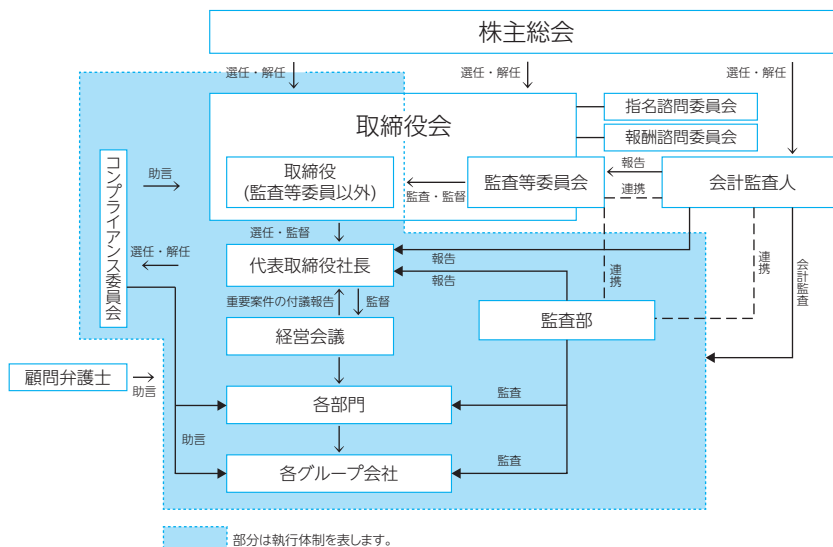 株主総会
選任・解任
選任・解任
選任・解任
取締役会
指名諮問委員会
報酬諮問委員会
コンプライアンス委員会
助言
取締役
(監査等委員以外)
監査・監督
監査等委員会
報告
連携
会計監査人
選任・監督
選任・解任
代表取締役社長
報告
報告
連携
連携
会計監査
重要案件の付議報告
監督
経営会議
監査部
顧問弁護士
助言
各部門
監査
助言
各グループ会社
監査
部分は執行体制を表します。